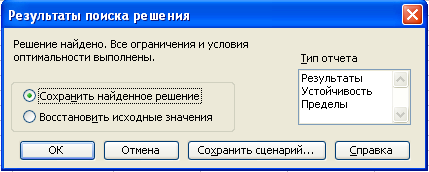 Результаты поиска решения
Решение найдено. Все ограничения и условия
оптимальности выполнены.
Тип отчета
Результаты
Устойчивость
Пределы
Сохранить найденное решение
Восстановить исходные значения
ОК
Отмена
Сохранить сценарий...
Справка